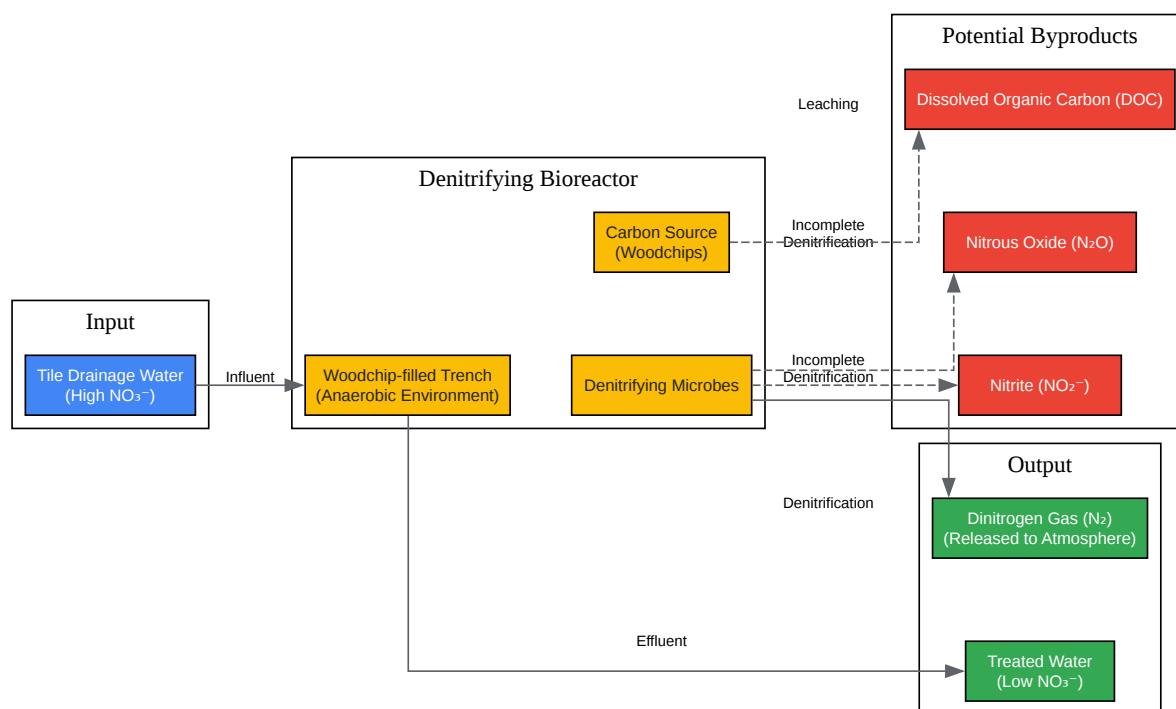 Potential Byproducts
Dissolved Organic Carbon (DOC)
Leaching
Denitrifying Bioreactor
Carbon Source
(Woodchips)
Incomplete
Denitrification
Nitrous Oxide (N₂O)
Input
Tile Drainage Water
(High NO₃⁻)
Influent
Woodchip-filled Trench
(Anaerobic Environment)
Denitrifying Microbes
Incomplete
Denitrification
Nitrite (NO₂⁻)
Output
Denitrification
Dinitrogen Gas (N₂)
(Released to Atmosphere)
Effluent
Treated Water
(Low NO₃⁻)